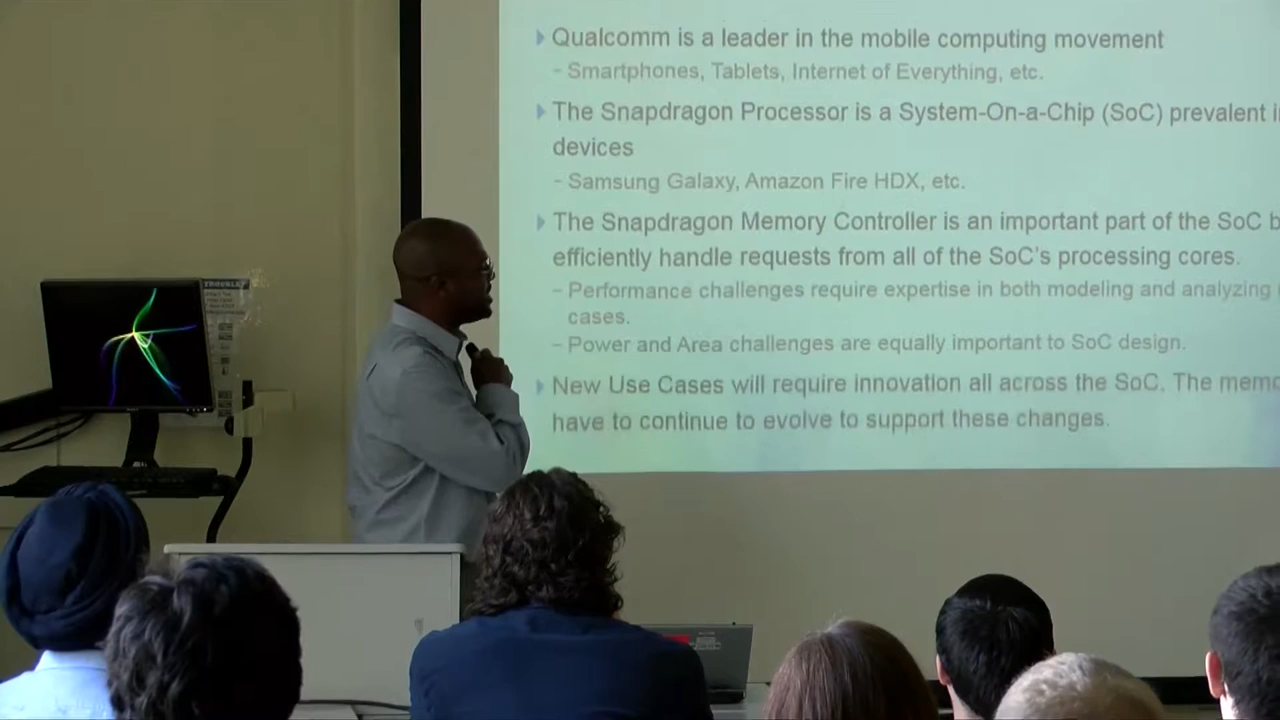 Qualcomm is a leader in the mobile computing movement
– Smartphones, Tablets, Internet of Everything, etc.
The Snapdragon Processor is a System-On-a-Chip (SoC) prevalent i
devices
– Samsung Galaxy, Amazon Fire HDX, etc.
The Snapdragon Memory Controller is an important part of the SoC b
efficiently handle requests from all of the SoC's processing cores.
– Performance challenges require expertise in both modeling and analyzing
cases.
– Power and Area challenges are equally important to SoC design.
New Use Cases will require innovation all across the SoC. The memo
have to continue to evolve to support these changes.